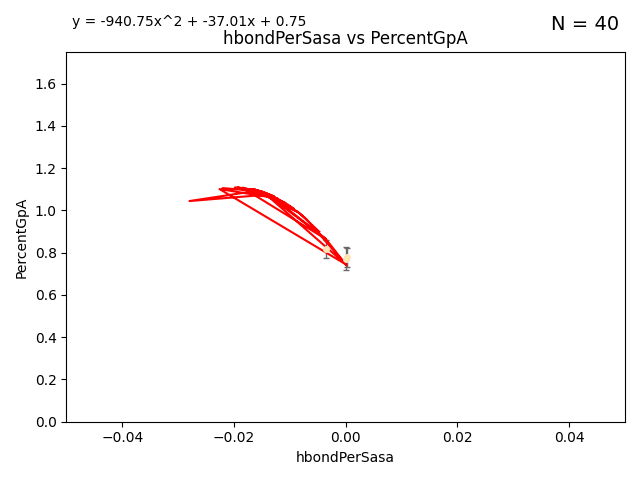 y = -940.75x^2 + -37.01x + 0.75
N = 40
hbondPerSasa vs PercentGpA
1.6
1.4
1.2
1.0
0.8
0.6
0.4
0.2
0.0
PercentGpA
−0.04
−0.02
0.00
0.02
0.04
hbondPerSasa